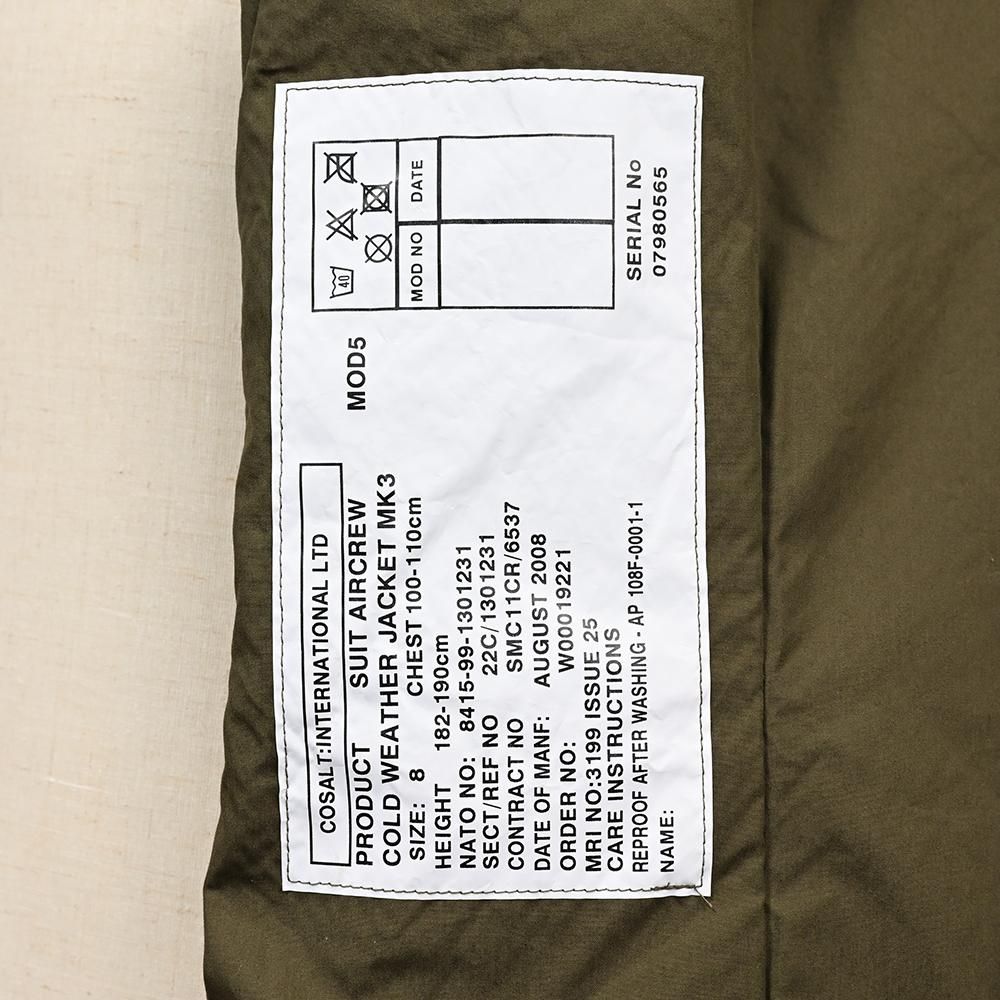 COSALT:INTERNATIONAL LTD
PRODUCT SUIT AIRCREW
COLD WEATHER JACKET MK3
MOD5
SIZE: 8 CHEST 100-110cm
HEIGHT 182-190cm
NATO NO: 8415-99-1301231
SECT/REF NO 22C/1301231
CONTRACT NO SMC11CR/6537
DATE OF MANF: AUGUST 2008
ORDER NO: W00019221
MRI NO:3199 ISSUE 25
CARE INSTRUCTIONS
REPROOF AFTER WASHING - AP 108F-0001-1
NAME:
40
MOD NO DATE
SERIAL No
07980565